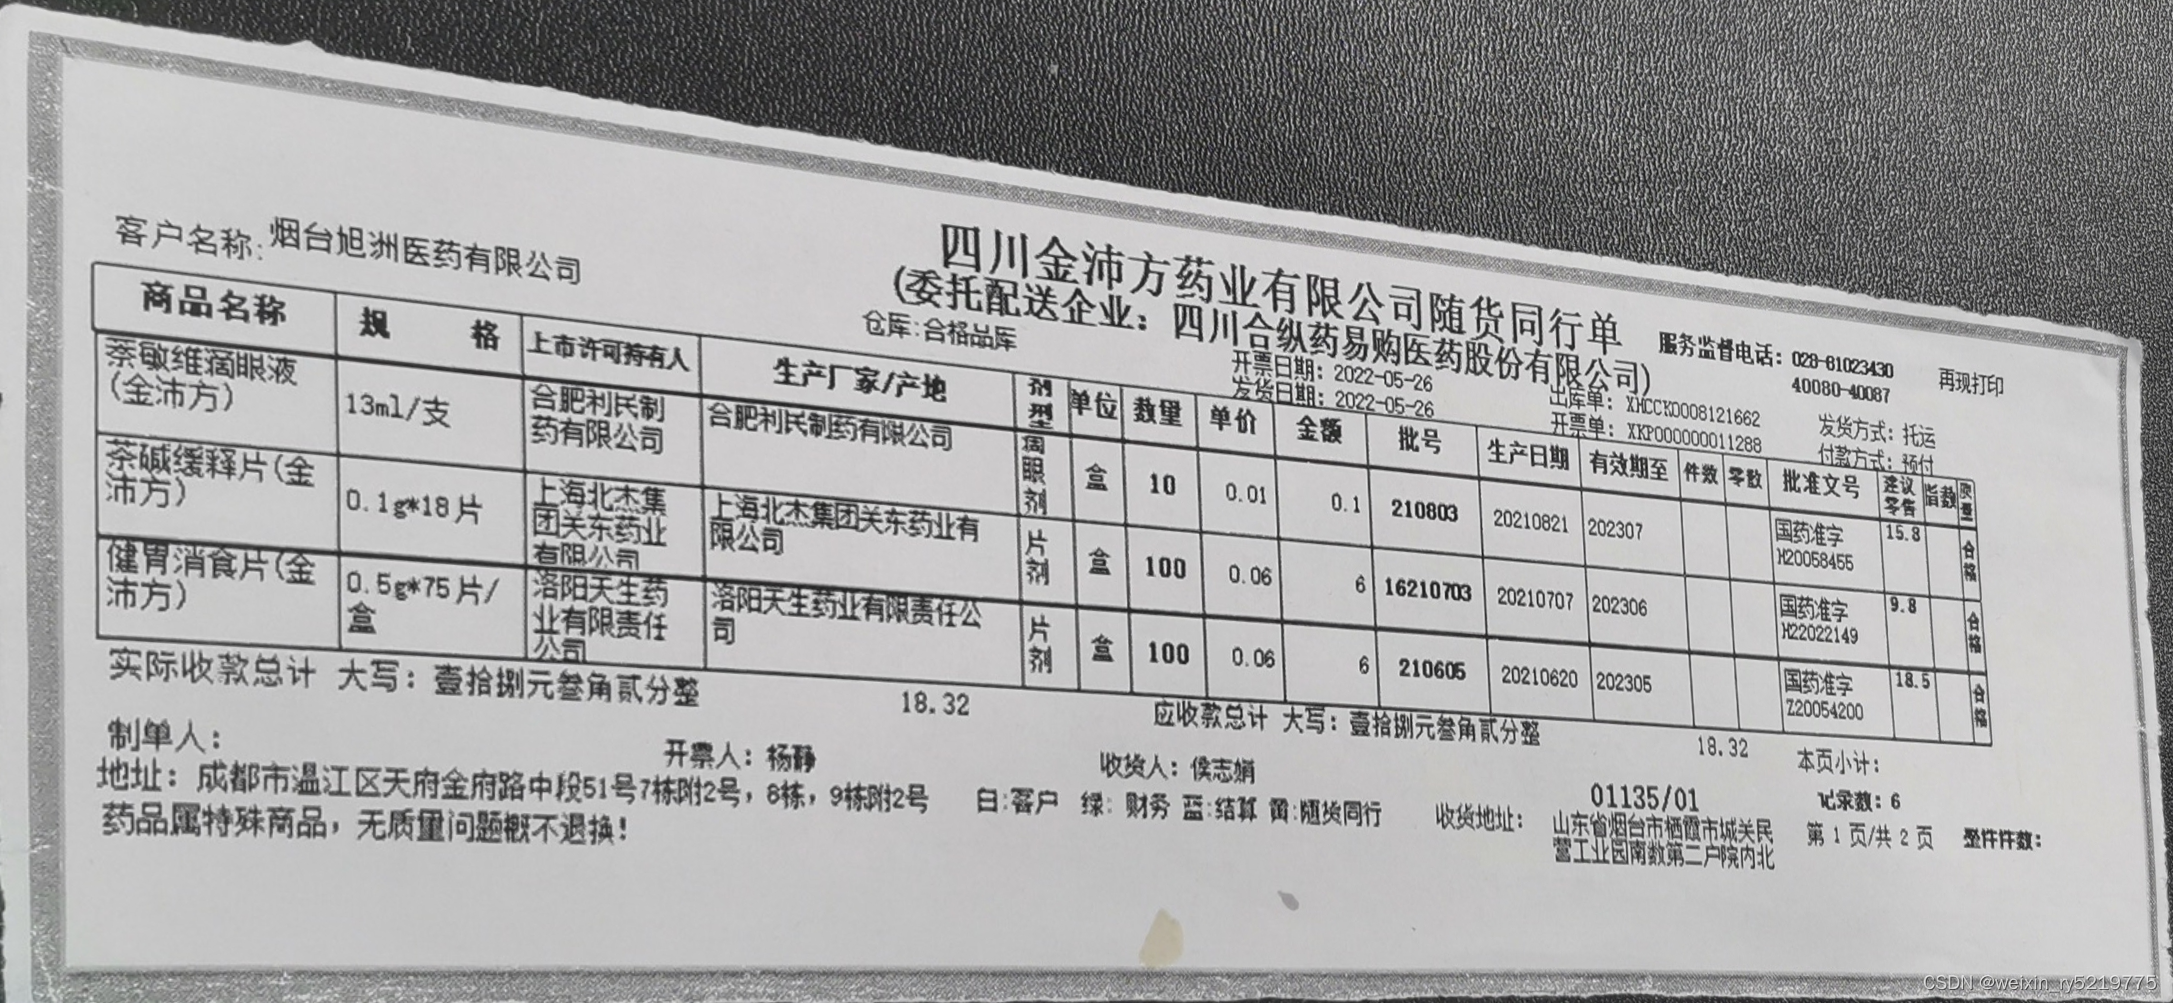 四川金沛方药业有限公司随货同行单
(委托配送企业：四川合纵药易购医药股份有限公司)
客户名称: 烟台旭洲医药有限公司
仓库:合格品库
开票日期: 2022-05-26
发货日期: 2022-05-26
出库单: XHCCK0008121662
开票单: XKP000000011288
服务监督电话: 028-81023430
40080-40087
再现打印
发货方式: 托运
付款方式: 预付
商品名称 规 格 上市许可持有人 生产厂家/产地 剂型 单位 数量 单价 金额 批号 生产日期 有效期至 件数 零数 批准文号 建议零售 指数 质量
萘敏维滴眼液(金沛方) 13ml/支 合肥利民制药有限公司 合肥利民制药有限公司 滴眼剂 盒 10 0.01 0.1 210803 20210821 202307 国药准字H20058455 15.8 合格
茶碱缓释片(金沛方) 0.1g*18片 上海北杰集团关东药业有限公司 上海北杰集团关东药业有限公司 片剂 盒 100 0.06 6 16210703 20210707 202306 国药准字H22022149 9.8 合格
健胃消食片(金沛方) 0.5g*75片/盒 洛阳天生药业有限责任公司 洛阳天生药业有限责任公司 片剂 盒 100 0.06 6 210605 20210620 202305 国药准字Z20054200 18.5 合格
实际收款总计 大写: 壹拾捌元叁角贰分整 18.32 应收款总计 大写: 壹拾捌元叁角贰分整 18.32 本页小计:
制单人: 开票人: 杨静 收货人: 侯志娟 01135/01 记录数: 6
地址: 成都市温江区天府金府路中段51号7栋附2号, 8栋, 9栋附2号 白:客户 绿: 财务 蓝:结算 黄:随货同行 收货地址: 山东省烟台市栖霞市城关民
营工业园南数第二户院内北
第 1 页/共 2 页 整件件数:
药品属特殊商品, 无质量问题概不退换!
CSDN @weixin_ry5219775